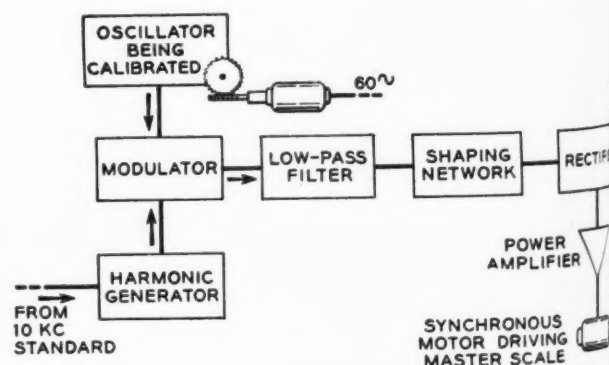 OSCILLATOR
BEING
CALIBRATED
60~
MODULATOR
LOW-PASS
FILTER
SHAPING
NETWORK
RECTIF
POWER
AMPLIFIER
HARMONIC
GENERATOR
FROM
10 KC
STANDARD
SYNCHRONOUS
MOTOR DRIVING
MASTER SCALE